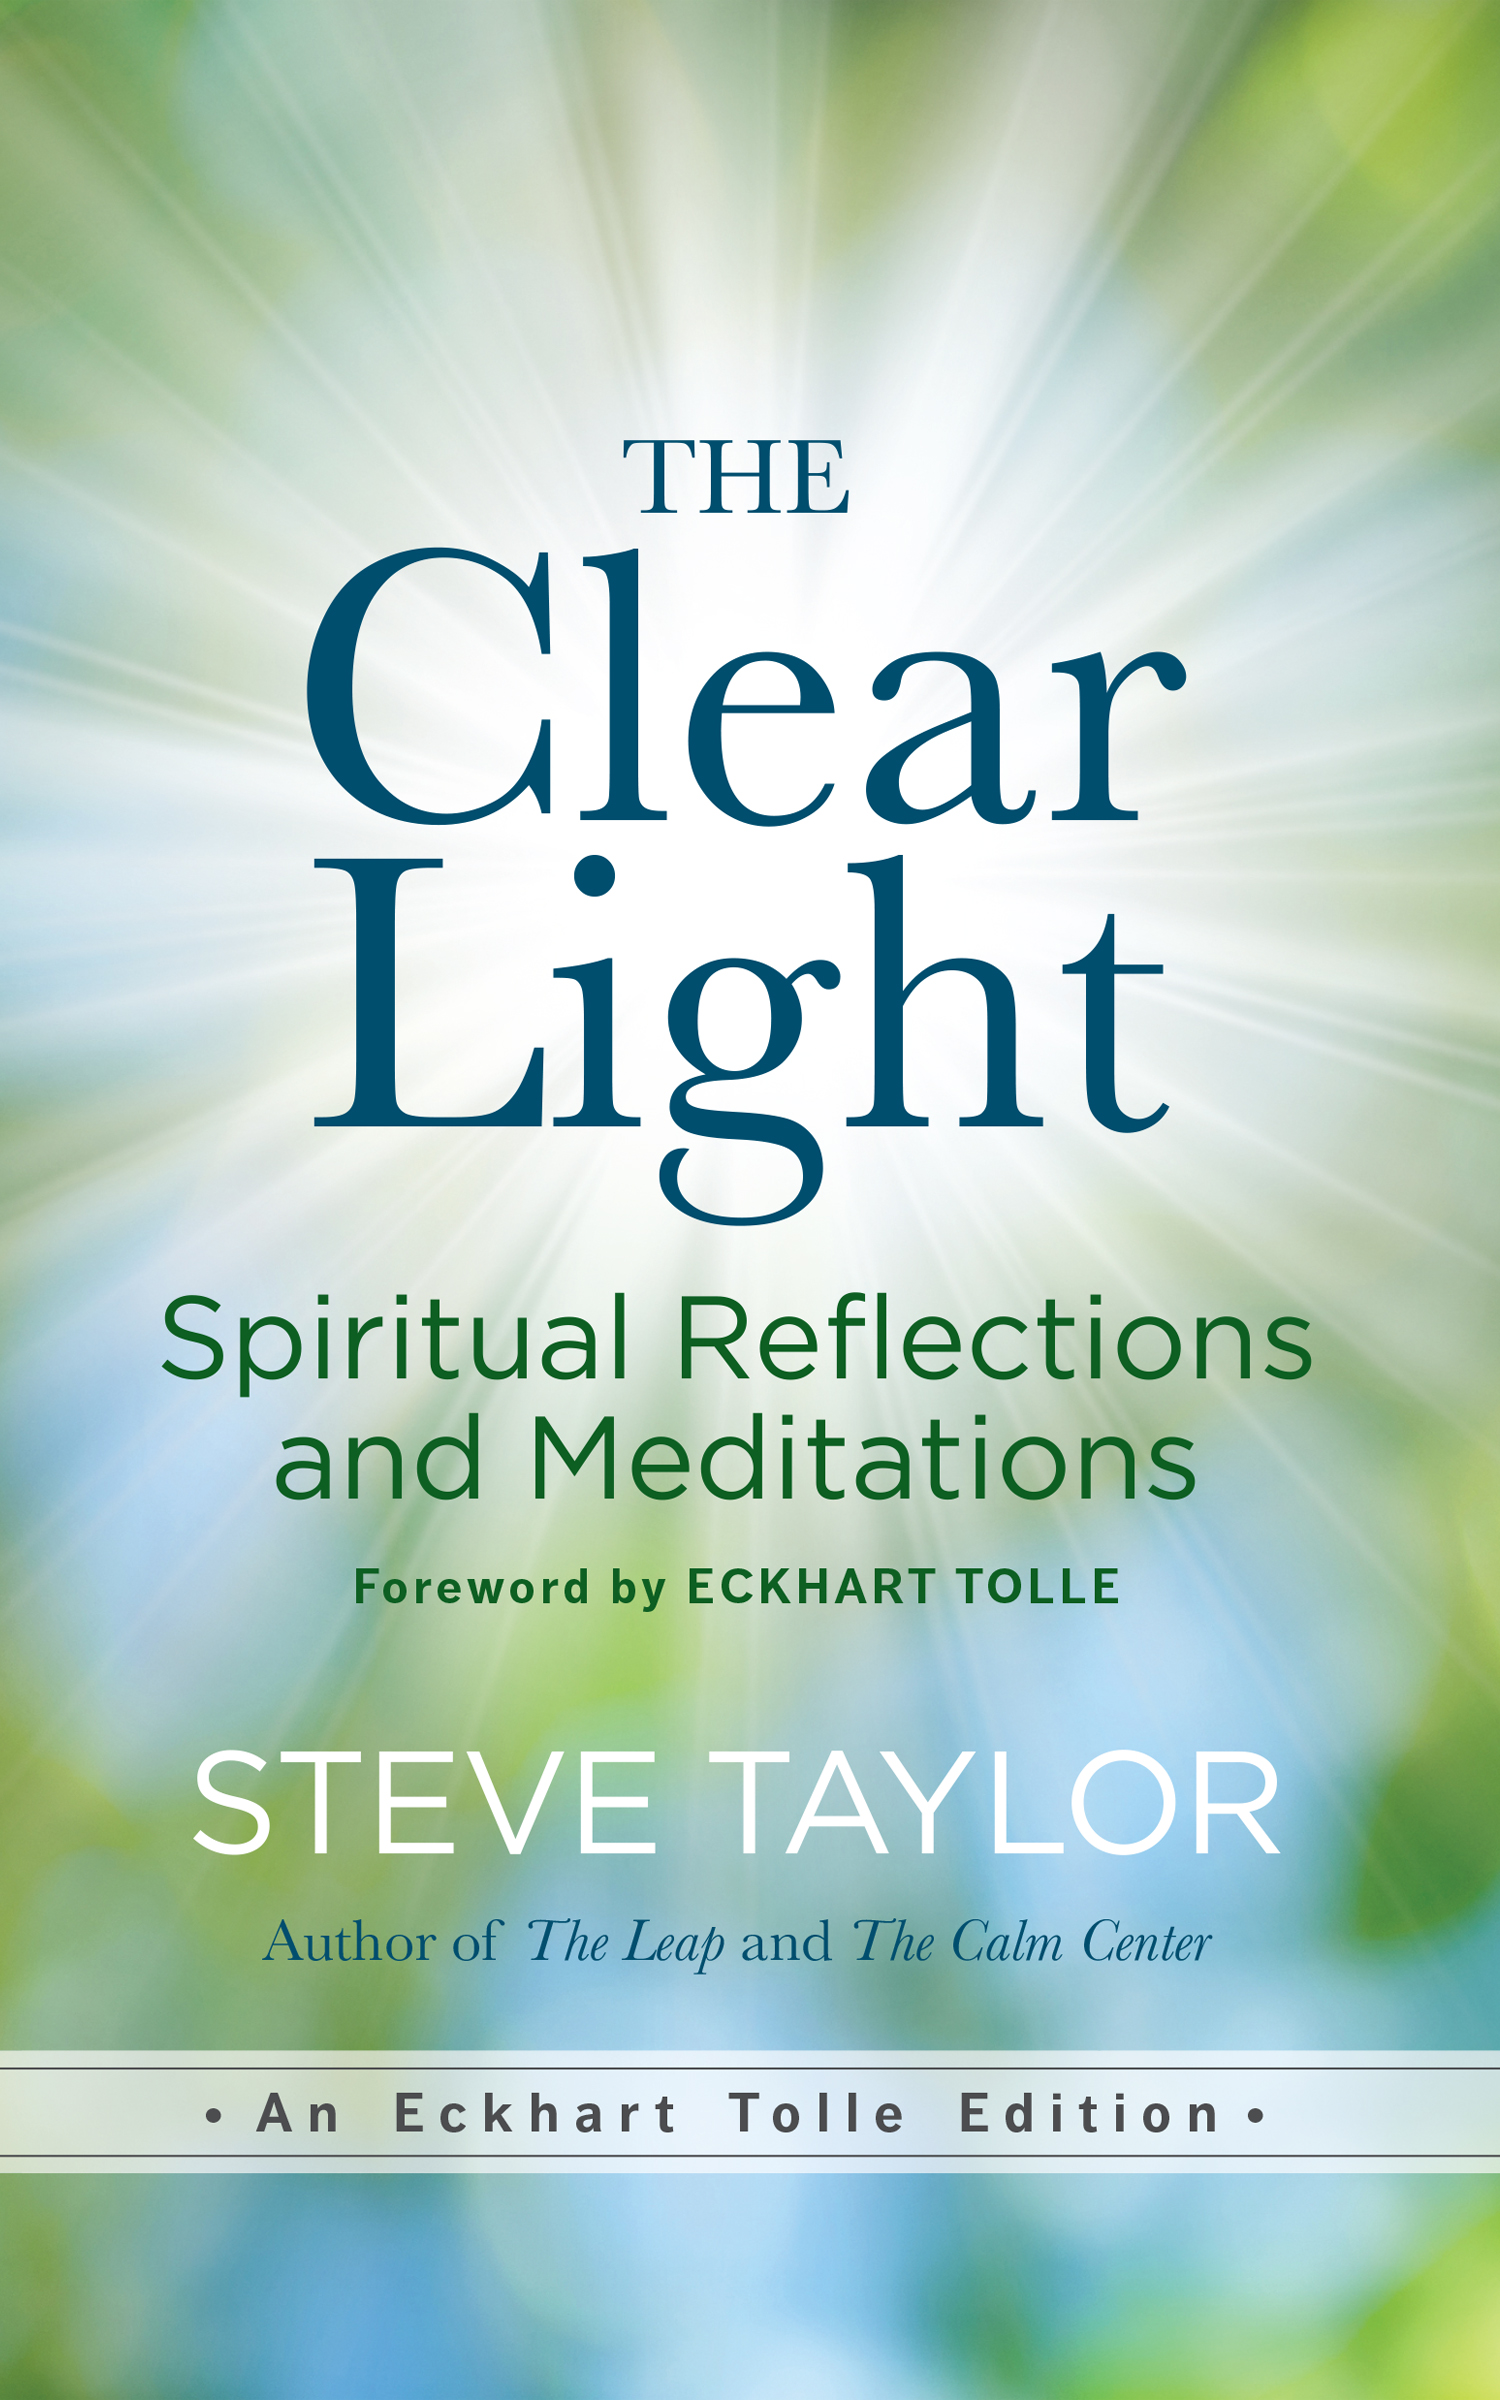 THE
Clear
Light
Spiritual Reflections
and Meditations
Foreword by ECKHART TOLLE
STEVE TAYLOR
Author of The Leap and The Calm Center
• An Eckhart Tolle Edition •